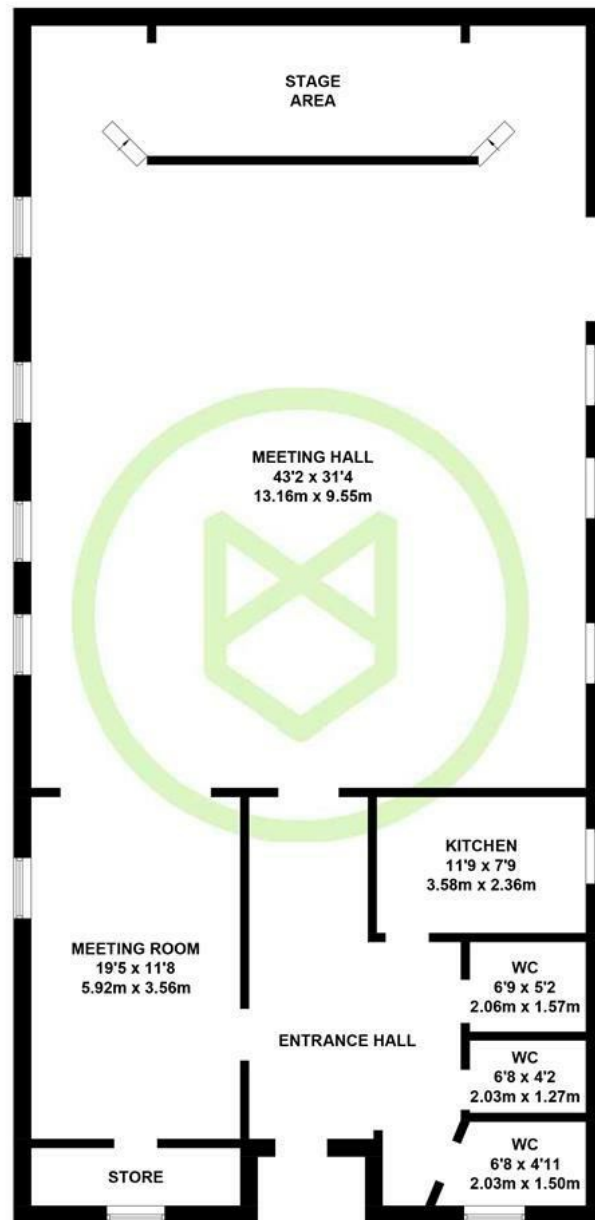 STAGE
AREA
MEETING HALL
43'2 x 31'4
13.16m x 9.55m
KITCHEN
11'9 x 7'9
3.58m x 2.36m
MEETING ROOM
19'5 x 11'8
5.92m x 3.56m
WC
6'9 x 5'2
2.06m x 1.57m
ENTRANCE HALL
WC
6'8 x 4'2
2.03m x 1.27m
WC
6'8 x 4'11
2.03m x 1.50m
STORE